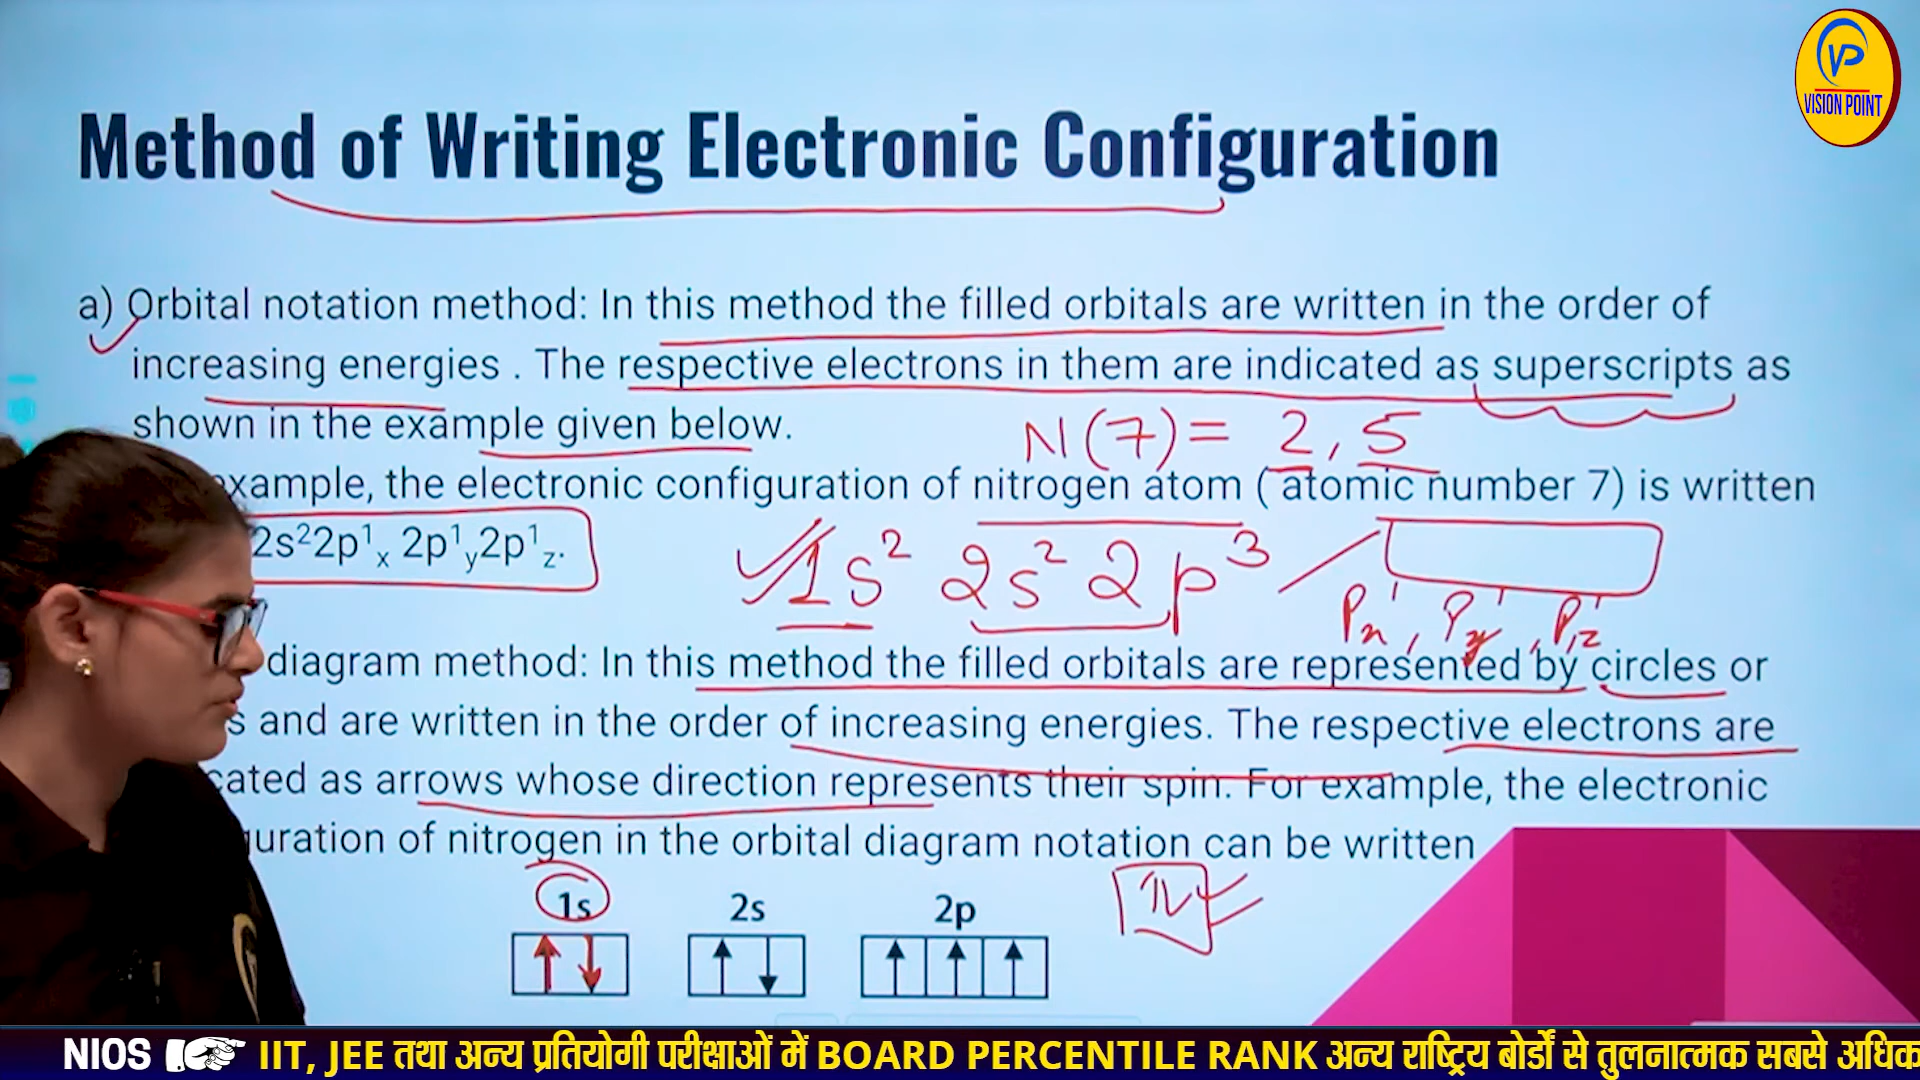 VP
VISION POINT
Method of Writing Electronic Configuration
a) Orbital notation method: In this method the filled orbitals are written in the order of
increasing energies . The respective electrons in them are indicated as superscripts as
shown in the example given below.
N(7) = 2, 5
xample, the electronic configuration of nitrogen atom ( atomic number 7) is written
2s²2p¹ₓ 2p¹y2p¹z.
1s² 2s² 2p³
Px¹, Py¹, Pz¹
diagram method: In this method the filled orbitals are represented by circles or
s and are written in the order of increasing energies. The respective electrons are
cated as arrows whose direction represents their spin. For example, the electronic
guration of nitrogen in the orbital diagram notation can be written
1s 2s 2p
NIOS IIT, JEE तथा अन्य प्रतियोगी परीक्षाओं में BOARD PERCENTILE RANK अन्य राष्ट्रिय बोर्डों से तुलनात्मक सबसे अधिक